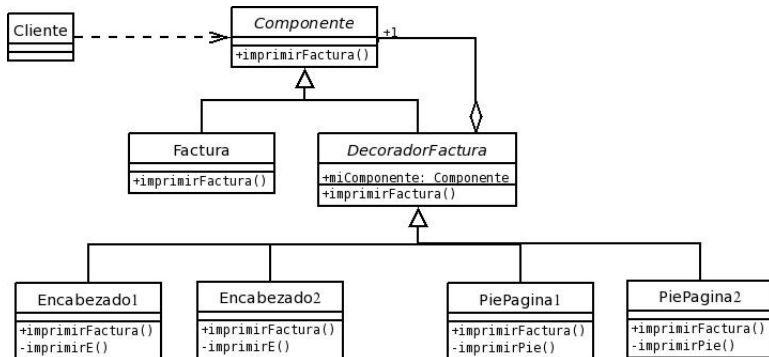 Cliente
Componente
+imprimirFactura()
+1
Factura
+imprimirFactura()
DecoradorFactura
+miComponente: Componente
+imprimirFactura()
Encabezado1
+imprimirFactura()
-imprimirE()
Encabezado2
+imprimirFactura()
-imprimirE()
PiePagina1
+imprimirFactura()
-imprimirPie()
PiePagina2
+imprimirFactura()
-imprimirPie()